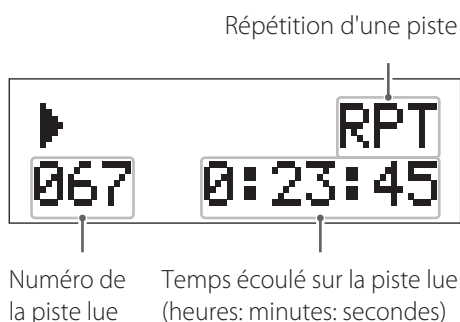 Répétition d'une piste
RPT
067 0:23:45
Numéro de
la piste lue
Temps écoulé sur la piste lue
(heures: minutes: secondes)